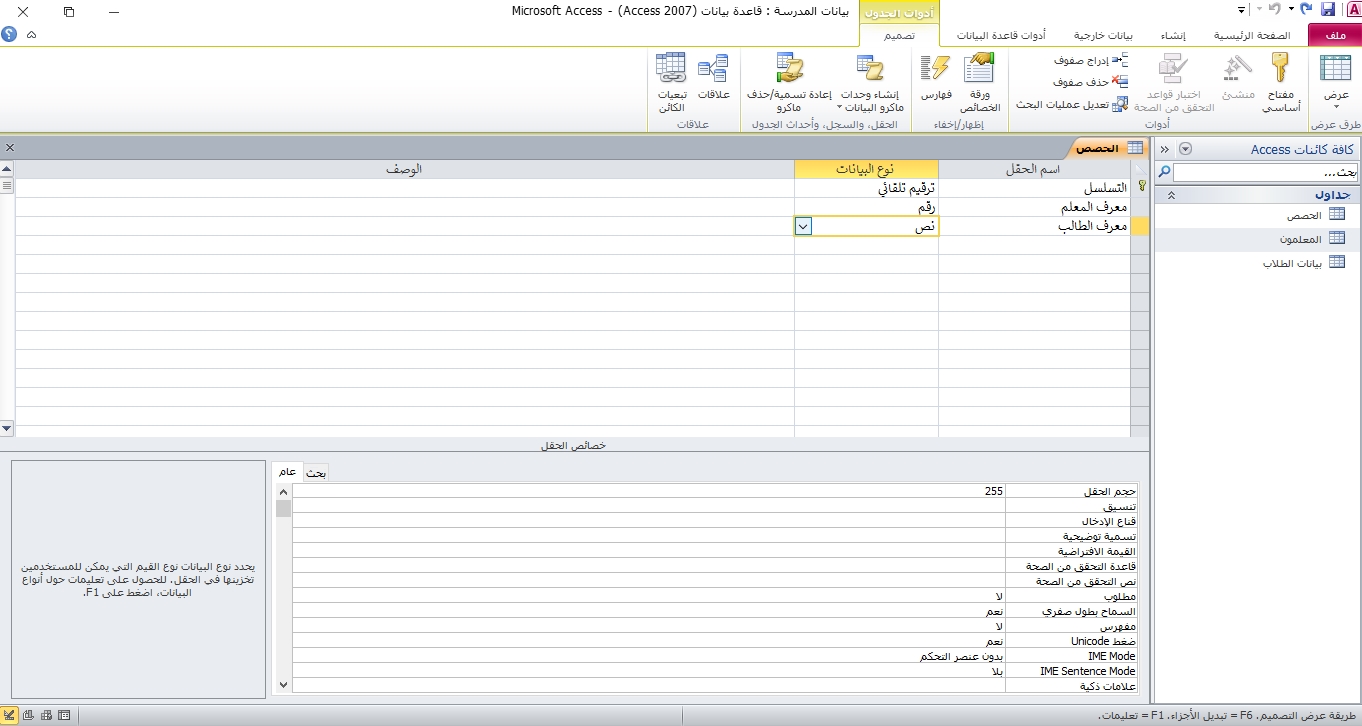 بيانات المدرسة : قاعدة بيانات (Access 2007) - Microsoft Access
أدوات الجدول
ملف
الصفحة الرئيسية
إنشاء
بيانات خارجية
أدوات قاعدة البيانات
تصميم
عرض
مفتاح أساسي
منشئ
اختبار قواعد التحقق من الصحة
إدراج صفوف
حذف صفوف
تعديل عمليات البحث
ورقة الخصائص
فهارس
إنشاء وحدات ماكرو البيانات
إعادة تسمية/حذف ماكرو
علاقات
تبعيات الكائن
طرق عرض
أدوات
إظهار/إخفاء
الحقل، والسجل، وأحداث الجدول
علاقات
كافة كائنات Access
بحث...
جداول
الحصص
المعلمون
بيانات الطلاب
الحصص
اسم الحقل نوع البيانات الوصف
التسلسل ترقيم تلقائي
معرف المعلم رقم
معرف الطالب نص
خصائص الحقل
بحث عام
حجم الحقل 255
تنسيق
قناع الإدخال
تسمية توضيحية
القيمة الافتراضية
قاعدة التحقق من الصحة
نص التحقق من الصحة
مطلوب لا
السماح بطول صفري نعم
مفهرس لا
ضغط Unicode نعم
IME Mode بدون عنصر التحكم
IME Sentence Mode بلا
علامات ذكية
يحدد نوع البيانات نوع القيم التي يمكن للمستخدمين
تخزينها في الحقل. للحصول على تعليمات حول أنواع
البيانات، اضغط على F1.
طريقة عرض التصميم. F6 = تبديل الأجزاء. F1 = تعليمات.